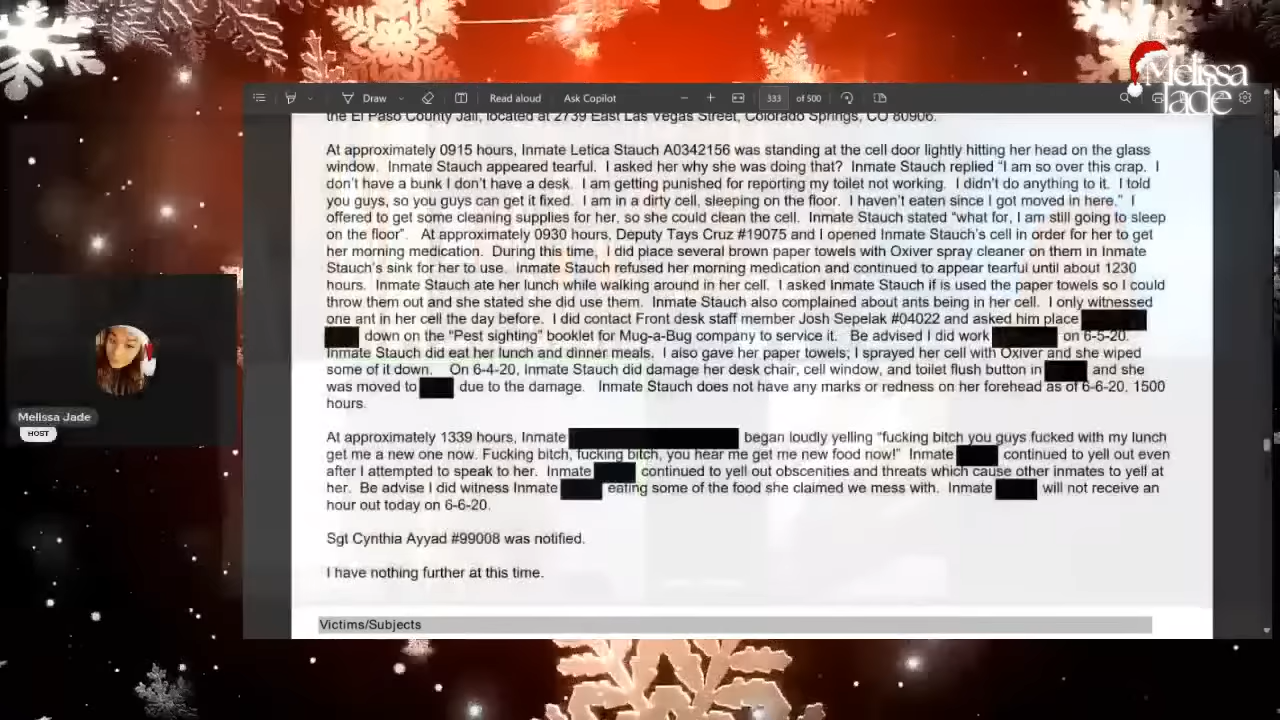 Melissa
Jade
Draw
Read aloud
Ask Copilot
333
of 500
the El Paso County Jail, located at 2739 East Las Vegas Street, Colorado Springs, CO 80906.
At approximately 0915 hours, Inmate Letica Stauch A0342156 was standing at the cell door lightly hitting her head on the glass
window. Inmate Stauch appeared tearful. I asked her why she was doing that? Inmate Stauch replied “I am so over this crap. I
don’t have a bunk I don’t have a desk. I am getting punished for reporting my toilet not working. I didn’t do anything to it. I told
you guys, so you guys can get it fixed. I am in a dirty cell, sleeping on the floor. I haven’t eaten since I got moved in here.” I
offered to get some cleaning supplies for her, so she could clean the cell. Inmate Stauch stated “what for, I am still going to sleep
on the floor”. At approximately 0930 hours, Deputy Tays Cruz #19075 and I opened Inmate Stauch’s cell in order for her to get
her morning medication. During this time, I did place several brown paper towels with Oxiver spray cleaner on them in Inmate
Stauch’s sink for her to use. Inmate Stauch refused her morning medication and continued to appear tearful until about 1230
hours. Inmate Stauch ate her lunch while walking around in her cell. I asked Inmate Stauch if is used the paper towels so I could
throw them out and she stated she did use them. Inmate Stauch also complained about ants being in her cell. I only witnessed
one ant in her cell the day before. I did contact Front desk staff member Josh Sepelak #04022 and asked him place
down on the “Pest sighting” booklet for Mug-a-Bug company to service it. Be advised I did work on 6-5-20.
Inmate Stauch did eat her lunch and dinner meals. I also gave her paper towels; I sprayed her cell with Oxiver and she wiped
some of it down. On 6-4-20, Inmate Stauch did damage her desk chair, cell window, and toilet flush button in and she
was moved to due to the damage. Inmate Stauch does not have any marks or redness on her forehead as of 6-6-20, 1500
hours.
At approximately 1339 hours, Inmate began loudly yelling “fucking bitch you guys fucked with my lunch
get me a new one now. Fucking bitch, fucking bitch, you hear me get me new food now!” Inmate continued to yell out even
after I attempted to speak to her. Inmate continued to yell out obscenities and threats which cause other inmates to yell at
her. Be advise I did witness Inmate eating some of the food she claimed we mess with. Inmate will not receive an
hour out today on 6-6-20.
Sgt Cynthia Ayyad #99008 was notified.
I have nothing further at this time.
Victims/Subjects
Melissa Jade
HOST